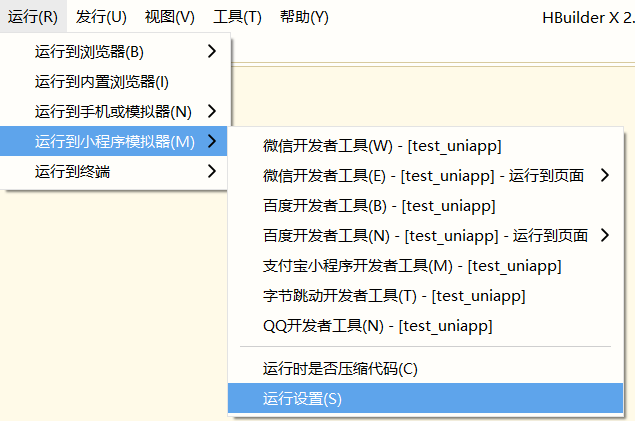 运行(R) 发行(U) 视图(V) 工具(T) 帮助(Y) HBuilder X 2.
运行到浏览器(B)
运行到内置浏览器(I)
运行到手机或模拟器(N)
运行到小程序模拟器(M)
运行到终端
微信开发者工具(W) - [test_uniapp]
微信开发者工具(E) - [test_uniapp] - 运行到页面
百度开发者工具(B) - [test_uniapp]
百度开发者工具(N) - [test_uniapp] - 运行到页面
支付宝小程序开发者工具(M) - [test_uniapp]
字节跳动开发者工具(T) - [test_uniapp]
QQ开发者工具(N) - [test_uniapp]
运行时是否压缩代码(C)
运行设置(S)